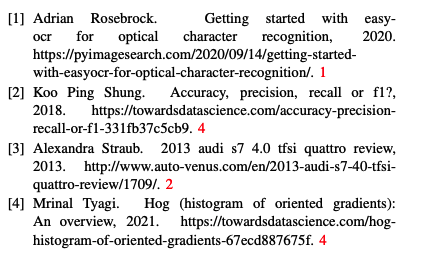 [1] Adrian Rosebrock. Getting started with easy-
ocr for optical character recognition, 2020.
https://pyimagesearch.com/2020/09/14/getting-started-
with-easyocr-for-optical-character-recognition/. 1
[2] Koo Ping Shung. Accuracy, precision, recall or f1?,
2018. https://towardsdatascience.com/accuracy-precision-
recall-or-f1-331fb37c5cb9. 4
[3] Alexandra Straub. 2013 audi s7 4.0 tfsi quattro review,
2013. http://www.auto-venus.com/en/2013-audi-s7-40-tfsi-
quattro-review/1709/. 2
[4] Mrinal Tyagi. Hog (histogram of oriented gradients):
An overview, 2021. https://towardsdatascience.com/hog-
histogram-of-oriented-gradients-67ecd887675f. 4